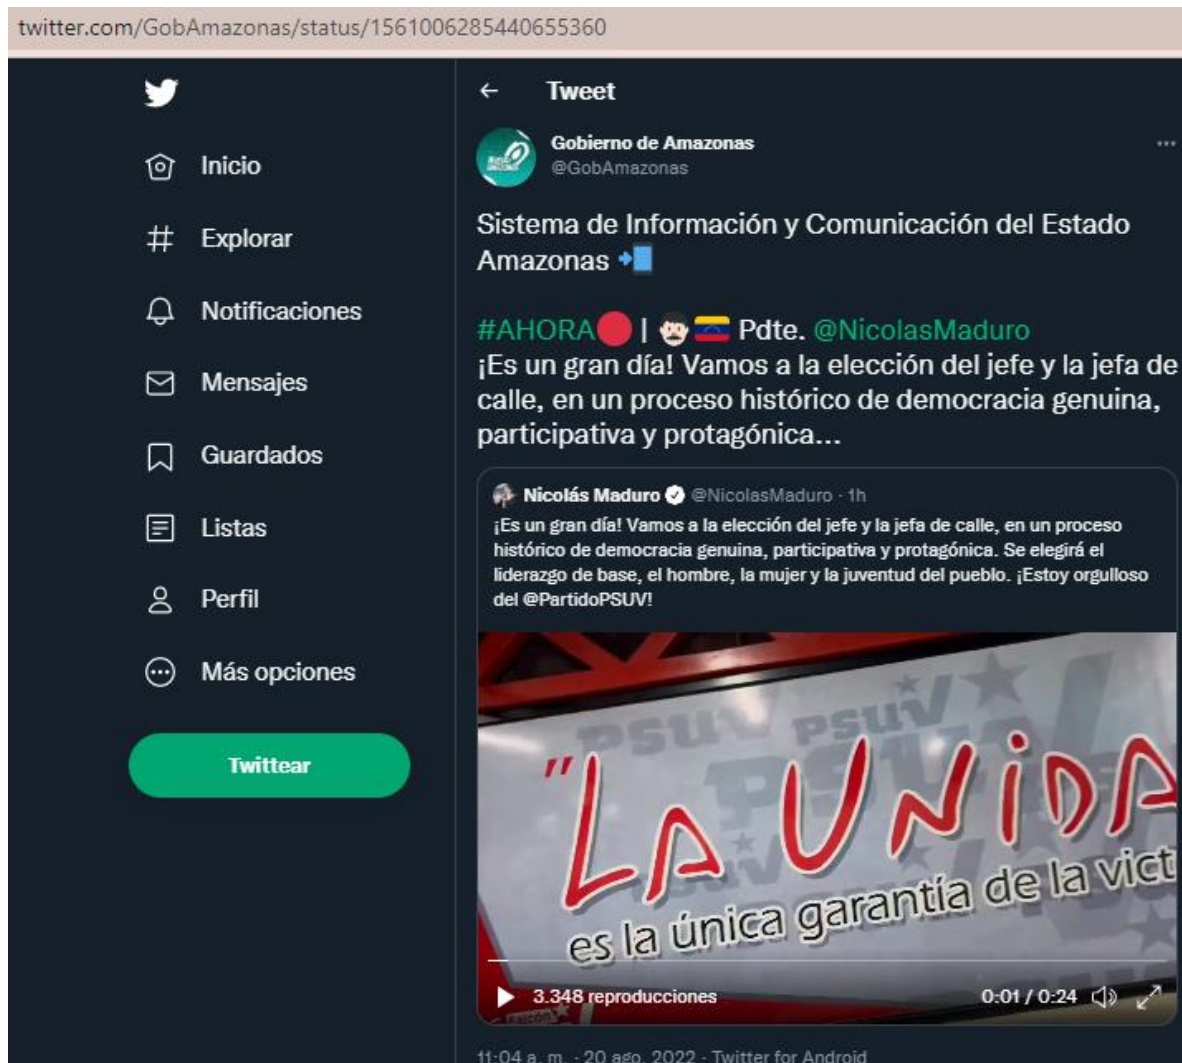 twitter.com/GobAmazonas/status/1561006285440655360
Inicio
Explorar
Notificaciones
Mensajes
Guardados
Listas
Perfil
Más opciones
Twittear
Tweet
Gobierno de Amazonas
@GobAmazonas
Sistema de Información y Comunicación del Estado
Amazonas 📲
#AHORA🔴 | 👨🏻🇻🇪 Pdte. @NicolasMaduro
¡Es un gran día! Vamos a la elección del jefe y la jefa de
calle, en un proceso histórico de democracia genuina,
participativa y protagónica...
Nicolás Maduro @NicolasMaduro · 1h
¡Es un gran día! Vamos a la elección del jefe y la jefa de calle, en un proceso
histórico de democracia genuina, participativa y protagónica. Se elegirá el
liderazgo de base, el hombre, la mujer y la juventud del pueblo. ¡Estoy orgulloso
del @PartidoPSUV!
PSUV PSUV
PSUV
"LA UNIDA
PSUV
es la única garantía de la vict
3.348 reproducciones
0:01 / 0:24
11:04 a. m. · 20 ago. 2022 · Twitter for Android